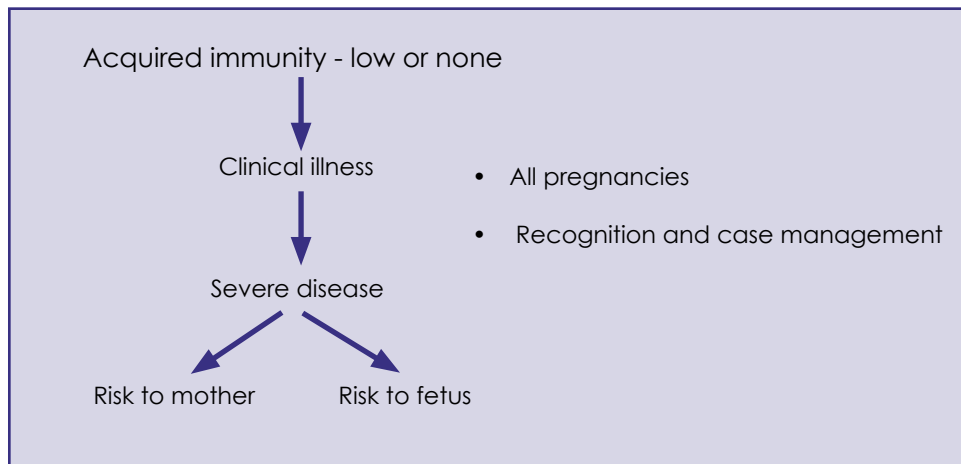 Acquired immunity - low or none
Clinical illness
• All pregnancies
• Recognition and case management
Severe disease
Risk to mother
Risk to fetus